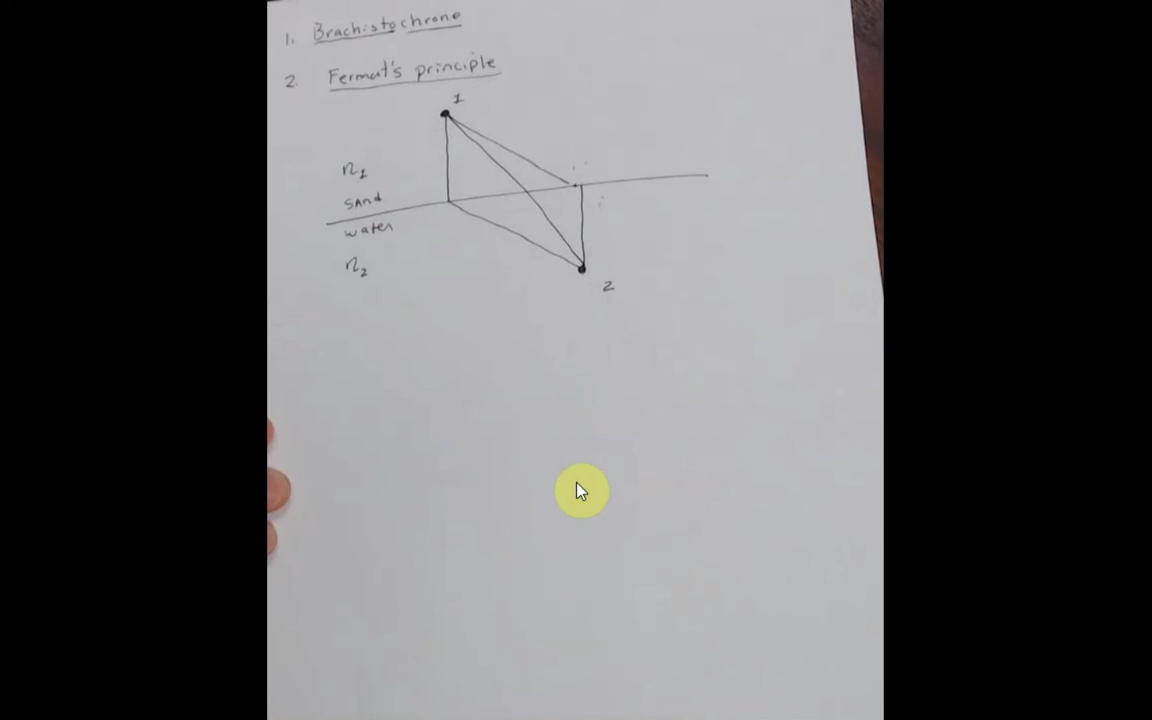 1. Brachistochrone
2. Fermat's principle
1
n1
SAnd
water
n2
2